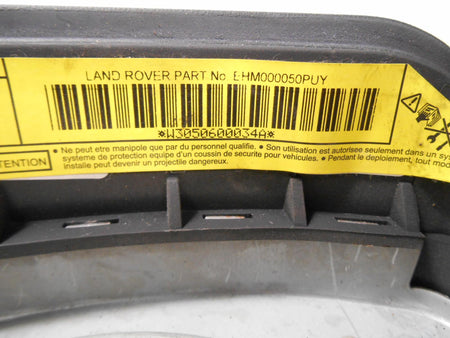 LAND ROVER PART No. EHM000050PUY
*W3050600034A*
TENTION
• Ne peut etre manipole que par du personnel qualifie. • Son utilisation est autorisee seulement dans un sys
systeme de protection equipe d'un coussin de securite pour vehicules. • Pendant le deploiement, tout mod
installe peut devenir un projectile dangereux.